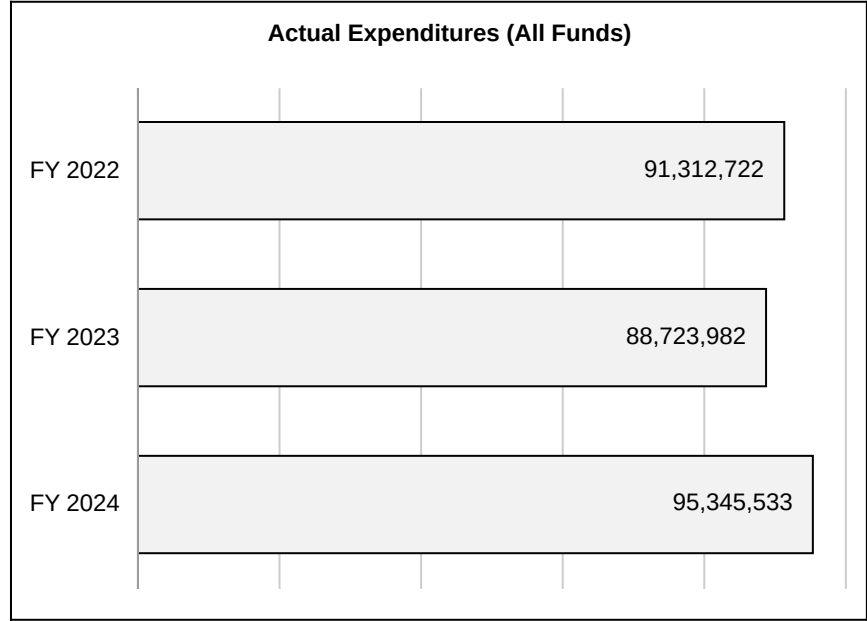 Actual Expenditures (All Funds)
FY 2022 91,312,722
FY 2023 88,723,982
FY 2024 95,345,533